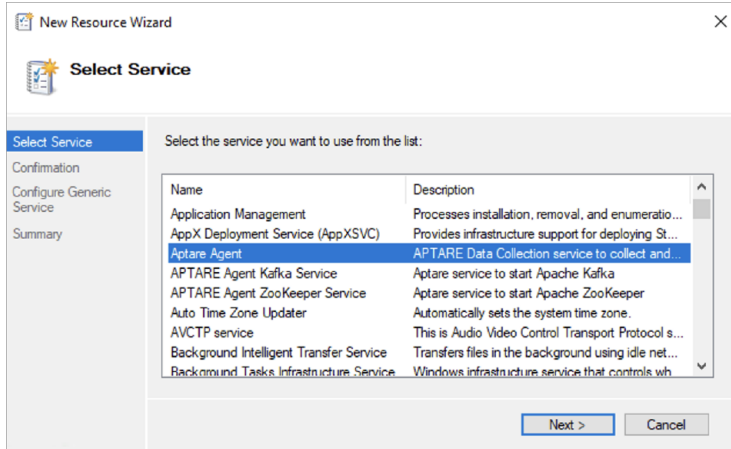 New Resource Wizard
Select Service
Select Service
Confirmation
Configure Generic
Service
Summary
Select the service you want to use from the list:
Name Description
Application Management Processes installation, removal, and enumeratio...
AppX Deployment Service (AppXSVC) Provides infrastructure support for deploying St...
Aptare Agent APTARE Data Collection service to collect and...
APTARE Agent Kafka Service Aptare service to start Apache Kafka
APTARE Agent ZooKeeper Service Aptare service to start Apache ZooKeeper
Auto Time Zone Updater Automatically sets the system time zone.
AVCTP service This is Audio Video Control Transport Protocol s...
Background Intelligent Transfer Service Transfers files in the background using idle net...
Background Tasks Infrastructure Service Windows infrastructure service that controls wh
Next >
Cancel